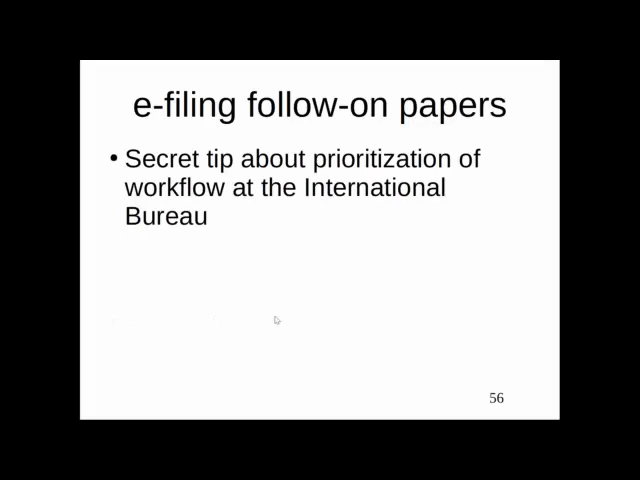 e-filing follow-on papers
• Secret tip about prioritization of
workflow at the International
Bureau
56